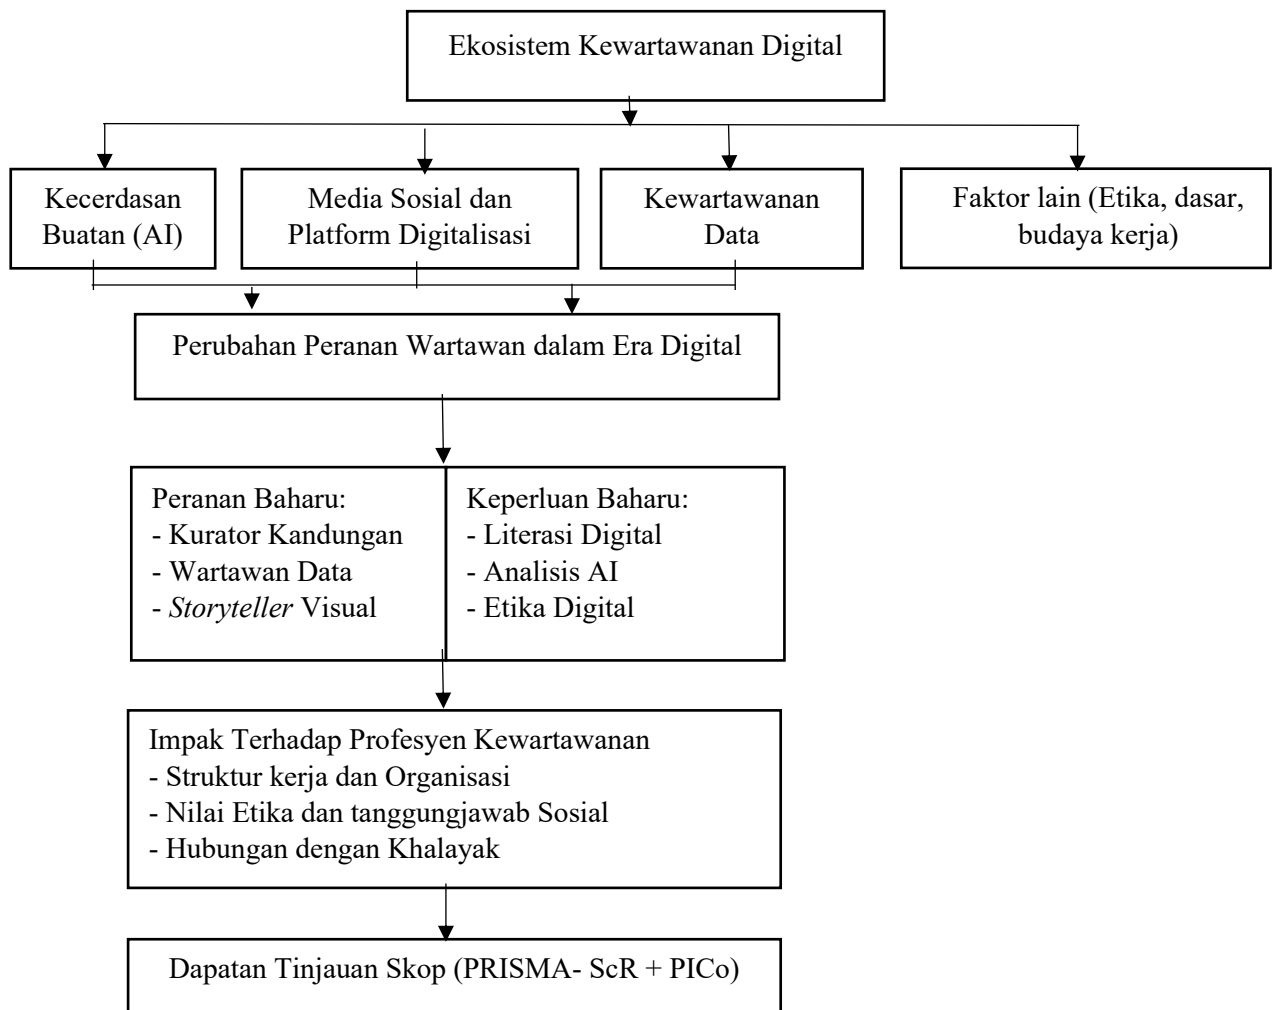 Ekosistem Kewartawanan Digital
Kecerdasan
Buatan (AI)
Media Sosial dan
Platform Digitalisasi
Kewartawanan
Data
Faktor lain (Etika, dasar,
budaya kerja)
Perubahan Peranan Wartawan dalam Era Digital
Peranan Baharu:
- Kurator Kandungan
- Wartawan Data
- Storyteller Visual
Keperluan Baharu:
- Literasi Digital
- Analisis AI
- Etika Digital
Impak Terhadap Profesyen Kewartawanan
- Struktur kerja dan Organisasi
- Nilai Etika dan tanggungjawab Sosial
- Hubungan dengan Khalayak
Dapatan Tinjauan Skop (PRISMA- ScR + PICo)